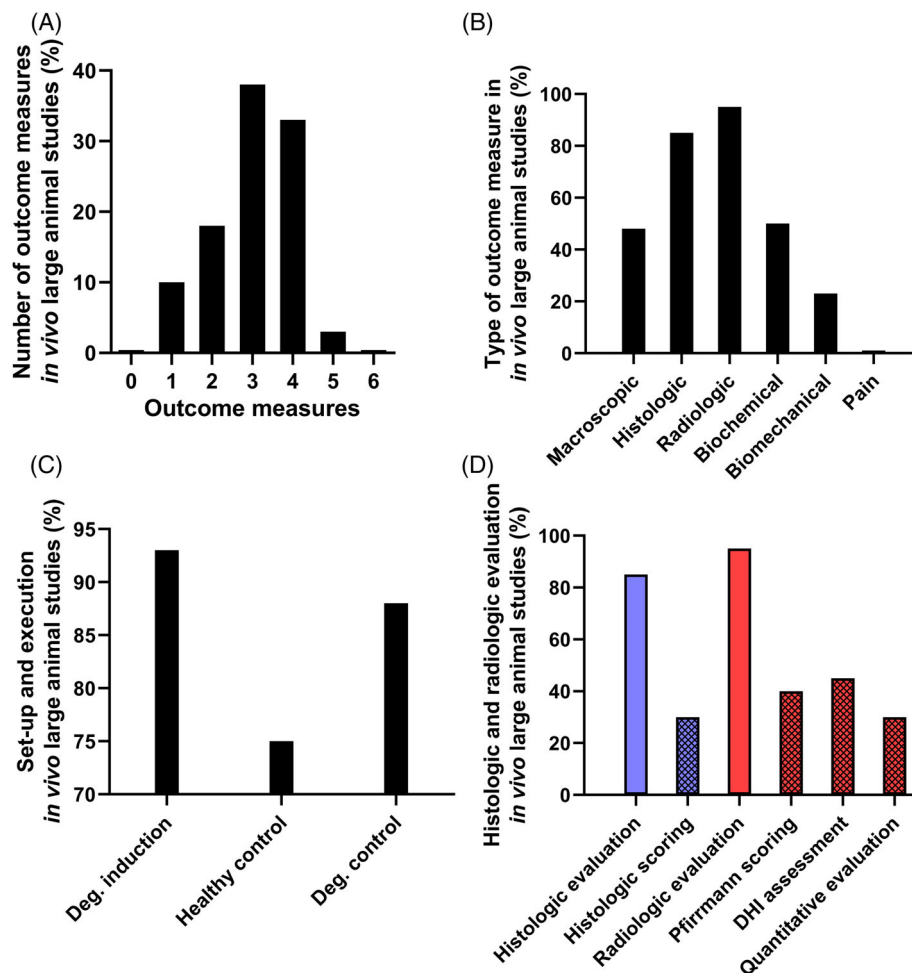 (A)
Number of outcome measures
in vivo large animal studies (%)
40
30
20
10
0
0 1 2 3 4 5 6
Outcome measures
(B)
Type of outcome measure in
in vivo large animal studies (%)
100
80
60
40
20
0
Macroscopic
Histologic
Radiologic
Biochemical
Biomechanical
Pain
(C)
Set-up and execution
in vivo large animal studies (%)
95
90
85
80
75
70
Deg. induction
Healthy control
Deg. control
(D)
Histologic and radiologic evaluation
in vivo large animal studies (%)
100
80
60
40
20
0
Histologic evaluation
Histologic scoring
Radiologic evaluation
Pfirrmann scoring
DHI assessment
Quantitative evaluation